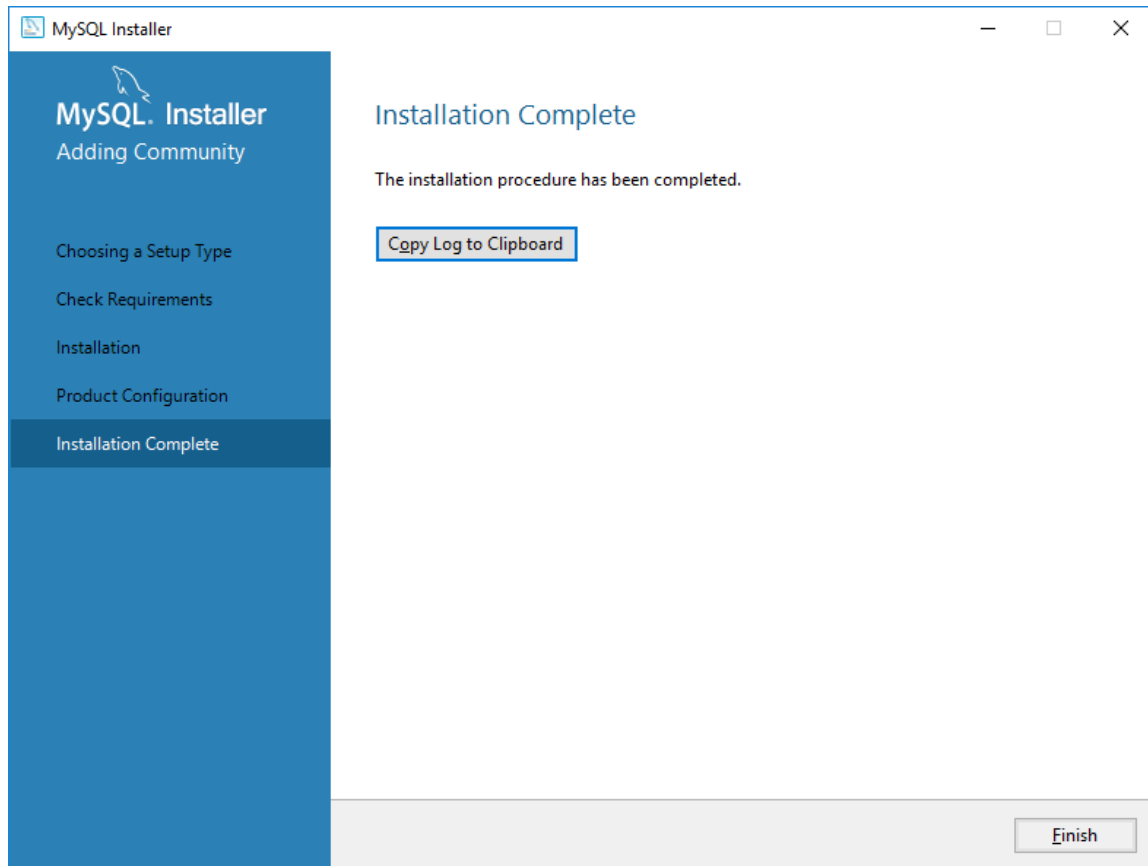 MySQL Installer
MySQL. Installer
Adding Community
Choosing a Setup Type
Check Requirements
Installation
Product Configuration
Installation Complete
Installation Complete
The installation procedure has been completed.
Copy Log to Clipboard
Finish